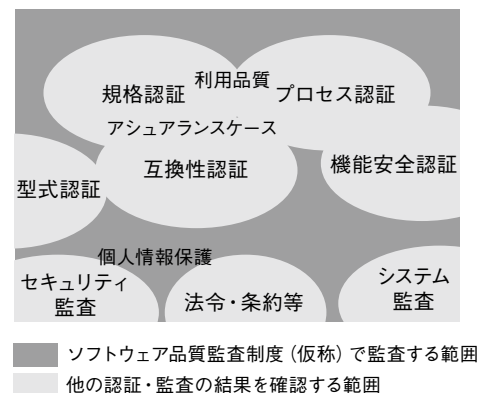 利用品質
規格認証
プロセス認証
アシュアランスケース
互換性認証
機能安全認証
型式認証
個人情報保護
セキュリティ
監査
法令・条約等
システム
監査
ソフトウェア品質監査制度（仮称）で監査する範囲
他の認証・監査の結果を確認する範囲